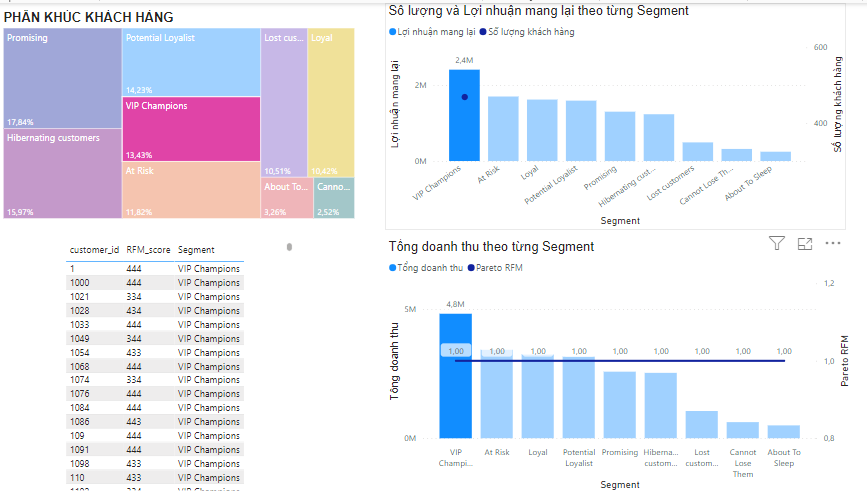 PHÂN KHÚC KHÁCH HÀNG
Promising
17,84%
Hibernating customers
15,97%
Potential Loyalist
14,23%
VIP Champions
13,43%
At Risk
11,82%
Lost cus...
10,51%
Loyal
10,42%
About To...
3,26%
Canno...
2,52%
Số lượng và Lợi nhuận mang lại theo từng Segment
Lợi nhuận mang lại Số lượng khách hàng
2,4M
2M
0M
Lợi nhuận mang lại
600
400
Số lượng khách hàng
VIP Champions
At Risk
Loyal
Potential Loyalist
Promising
Hibernating cust...
Lost customers
Cannot Lose Th...
About To Sleep
Segment
customer_id RFM_score Segment
1 444 VIP Champions
1000 444 VIP Champions
1021 334 VIP Champions
1028 434 VIP Champions
1033 444 VIP Champions
1049 344 VIP Champions
1054 433 VIP Champions
1068 444 VIP Champions
1074 334 VIP Champions
1076 444 VIP Champions
1084 444 VIP Champions
1086 443 VIP Champions
109 444 VIP Champions
1091 444 VIP Champions
1098 433 VIP Champions
110 433 VIP Champions
Tổng doanh thu theo từng Segment
Tổng doanh thu Pareto RFM
4,8M
5M
0M
Tổng doanh thu
1,00 1,00 1,00 1,00 1,00 1,00 1,00 1,00 1,00
1,2
1,0
0,8
Pareto RFM
VIP Champi...
At Risk
Loyal
Potential Loyalist
Promising
Hiberna... custom...
Lost custom...
Cannot Lose Them
About To Sleep
Segment